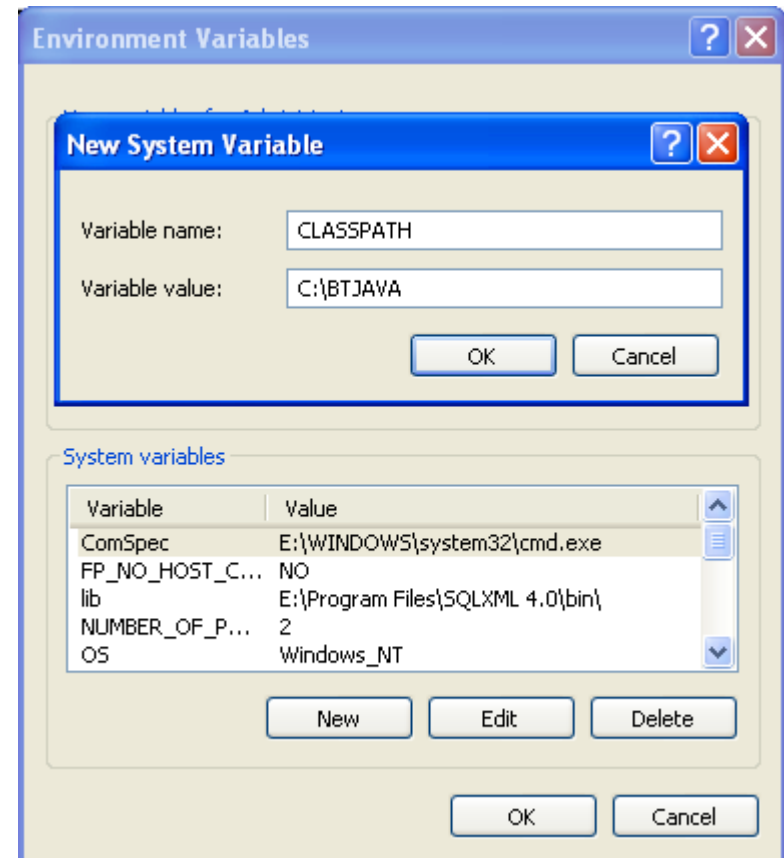 Environment Variables
New System Variable
Variable name: CLASSPATH
Variable value: C:\BTJAVA
OK Cancel
System variables
Variable Value
ComSpec E:\WINDOWS\system32\cmd.exe
FP_NO_HOST_C... NO
lib E:\Program Files\SQLXML 4.0\bin\
NUMBER_OF_P... 2
OS Windows_NT
New Edit Delete
OK Cancel